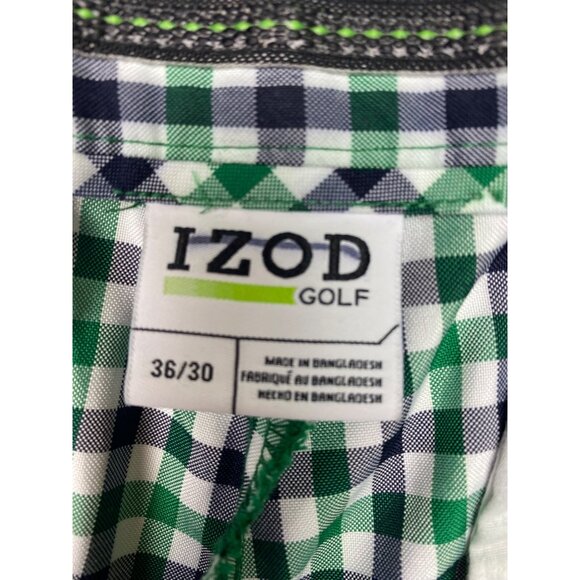 IZOD
GOLF
36/30
MADE IN BANGLADESH
FABRIQUÉ AU BANGLADESH
HECHO EN BANGLADESH